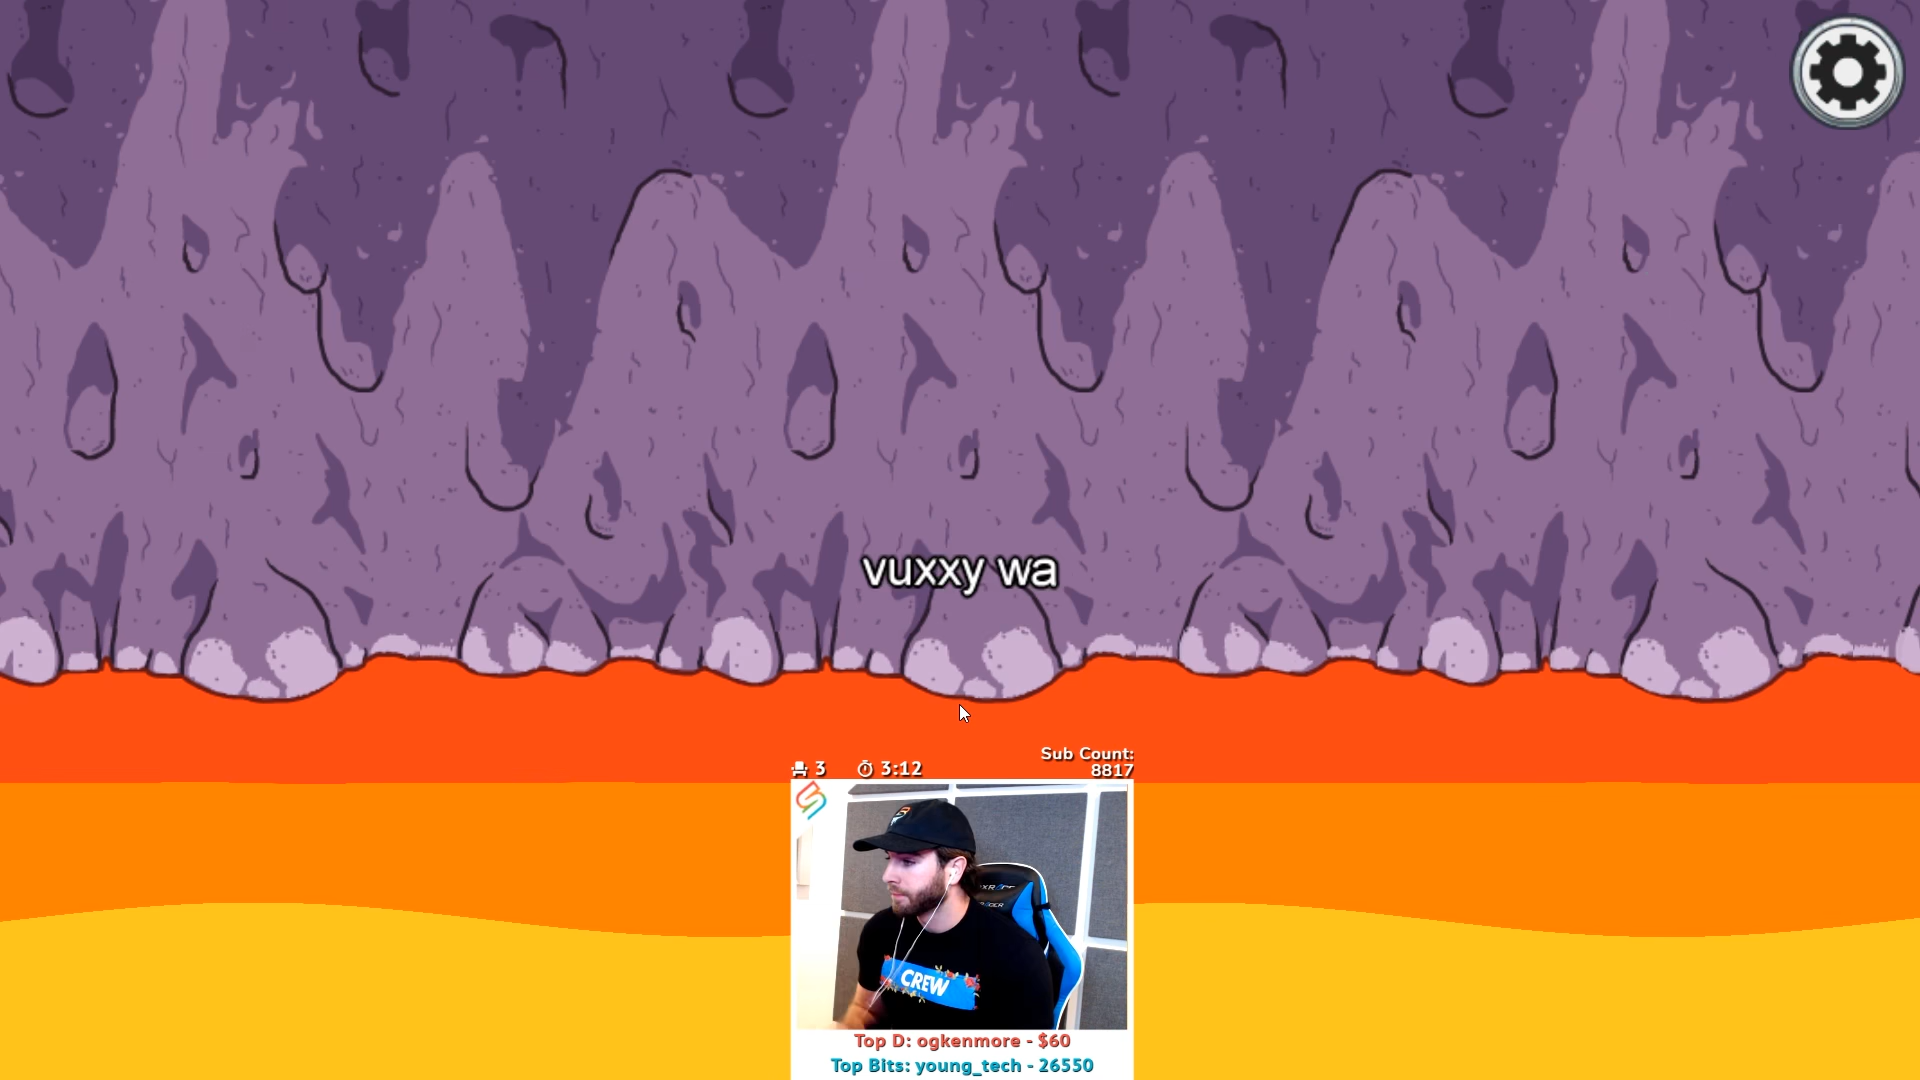 vuxxy wa
3
3:12
Sub Count:
8817
CREW
Top D: ogkenmore - $60
Top Bits: young_tech - 26550